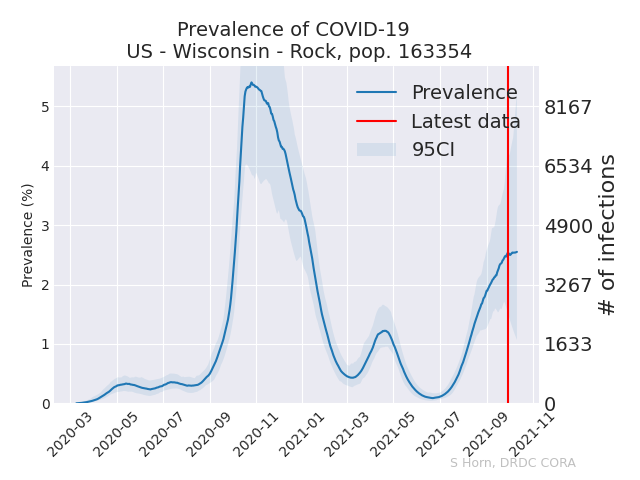 Prevalence of COVID-19
US - Wisconsin - Rock, pop. 163354
Prevalence (%)
5
4
3
2
1
0
Prevalence
Latest data
95CI
8167
6534
4900
3267
1633
0
# of infections
2020-03
2020-05
2020-07
2020-09
2020-11
2021-01
2021-03
2021-05
2021-07
2021-09
2021-11
S Horn, DRDC CORA